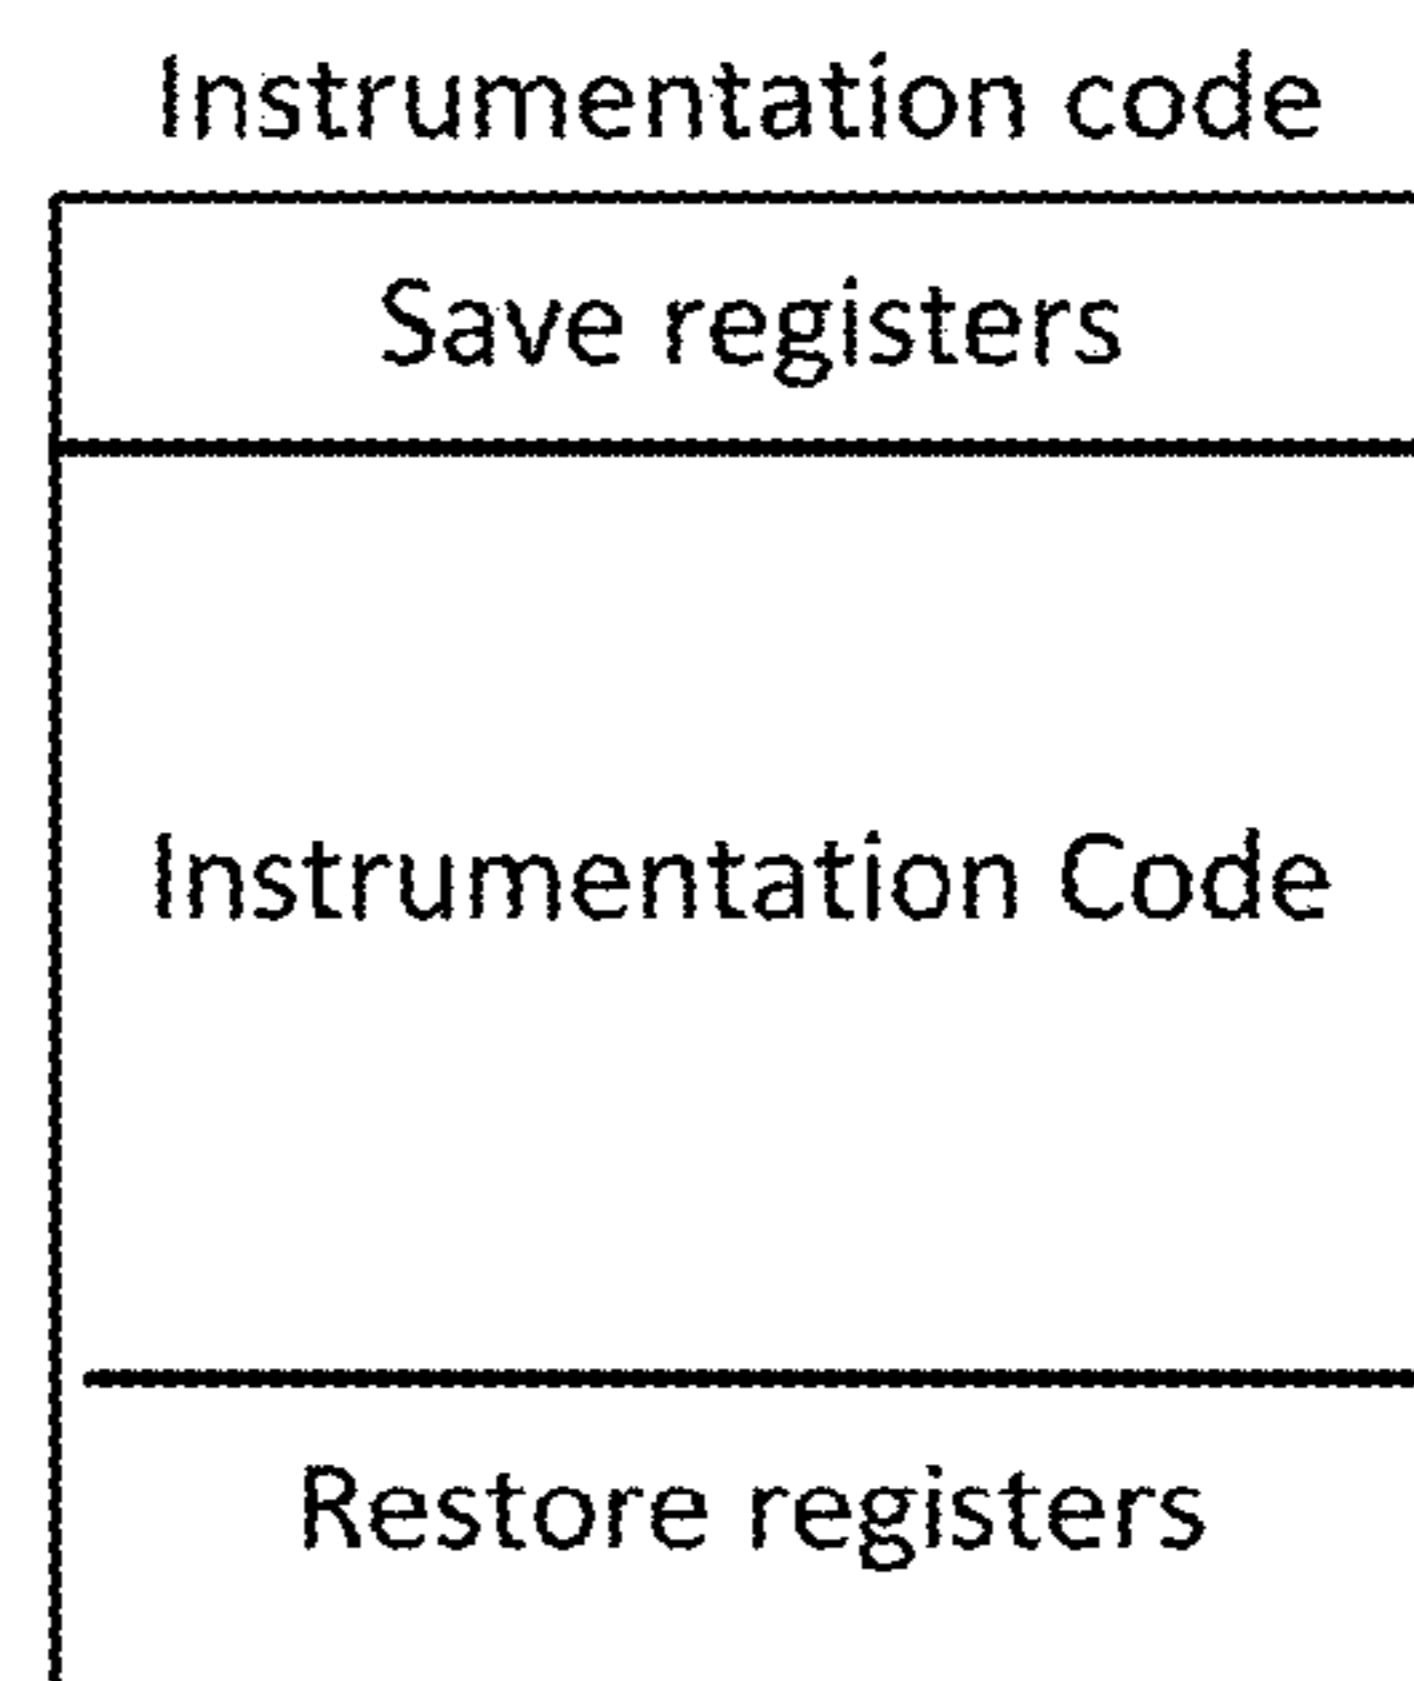 Instrumentation code
Save registers
Instrumentation Code
Restore registers